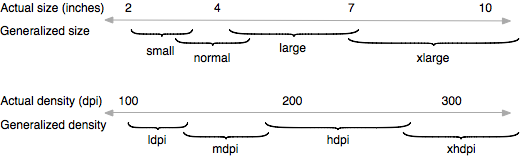 Actual size (inches) 2 4 7 10
Generalized size
small large
normal xlarge
Actual density (dpi) 100 200 300
Generalized density
ldpi mdpi hdpi xhdpi